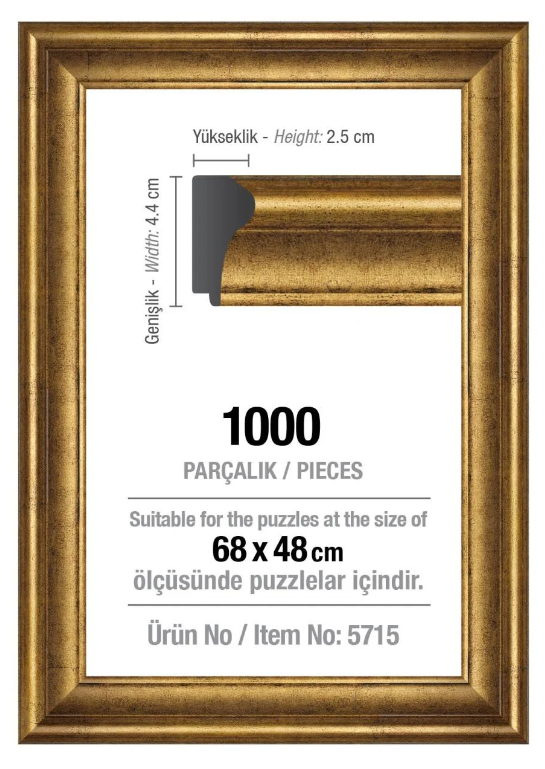 Yükseklik - Height: 2.5 cm
Genişlik - Width: 4.4 cm
1000
PARÇALIK / PIECES
Suitable for the puzzles at the size of
68 x 48 cm
ölçüsünde puzzlelar içindir.
Ürün No / Item No: 5715